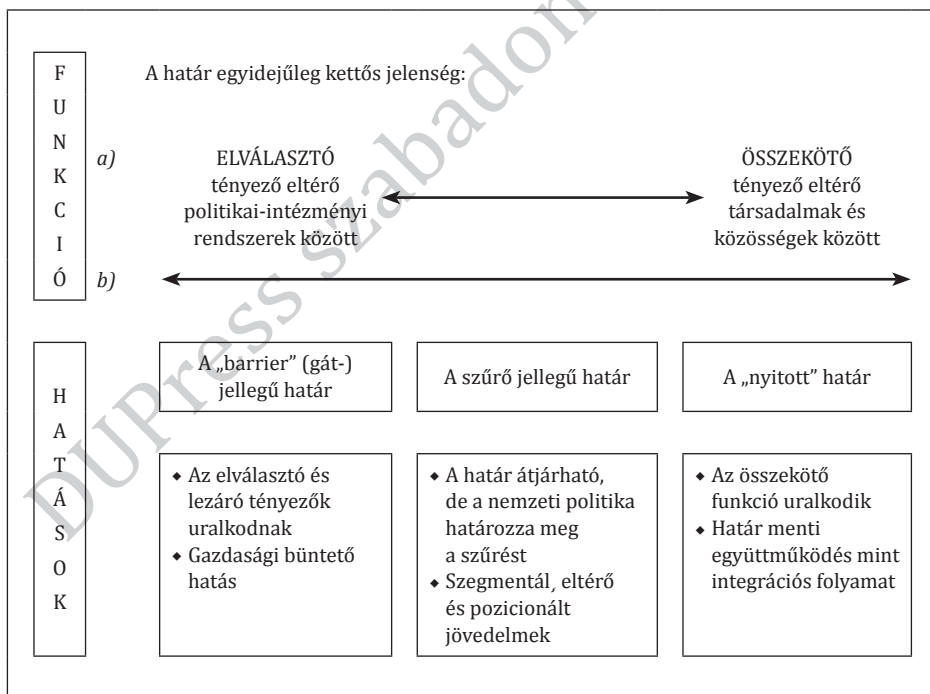 DUPress szabadon
FUNKCIÓ
A határ egyidejűleg kettős jelenség:
a)
ELVÁLASZTÓ
tényező eltérő
politikai-intézményi
rendszerek között
ÖSSZEKÖTŐ
tényező eltérő
társadalmak és
közösségek között
b)
HATÁSOK
A „barrier” (gát-)
jellegű határ
A szűrő jellegű határ
A „nyitott” határ
◆ Az elválasztó és
lezáró tényezők
uralkodnak
◆ Gazdasági büntető
hatás
◆ A határ átjárható,
de a nemzeti politika
határozza meg
a szűrést
◆ Szegmentál, eltérő
és pozicionált
jövedelmek
◆ Az összekötő
funkció uralkodik
◆ Határ menti
együttműködés mint
integrációs folyamat